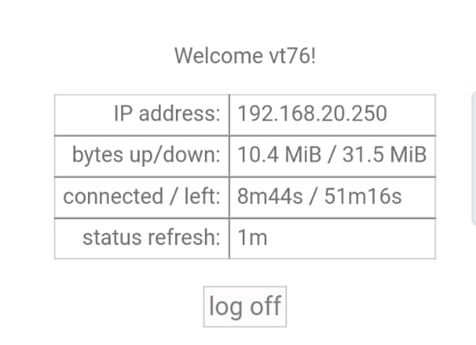 Welcome vt76!
IP address: 192.168.20.250
bytes up/down: 10.4 MiB / 31.5 MiB
connected / left: 8m44s / 51m16s
status refresh: 1m
log off